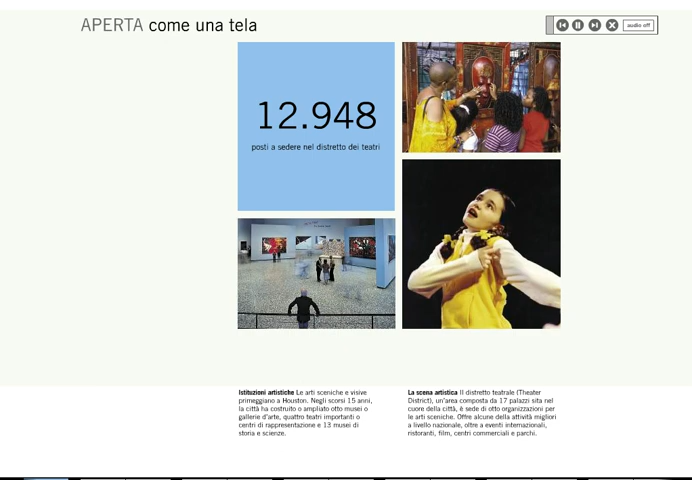 APERTA come una tela
audio off
12.948
posti a sedere nel distretto dei teatri
Istituzioni artistiche Le arti sceniche e visive
primeggiano a Houston. Negli scorsi 15 anni,
la città ha costruito o ampliato otto musei o
gallerie d'arte, quattro teatri importanti o
centri di rappresentazione e 13 musei di
storia e scienze.
La scena artistica Il distretto teatrale (Theater
District), un'area composta da 17 palazzi sita nel
cuore della città, è sede di otto organizzazioni per
le arti sceniche. Offre alcune della attività migliori
a livello nazionale, oltre a eventi internazionali,
ristoranti, film, centri commerciali e parchi.